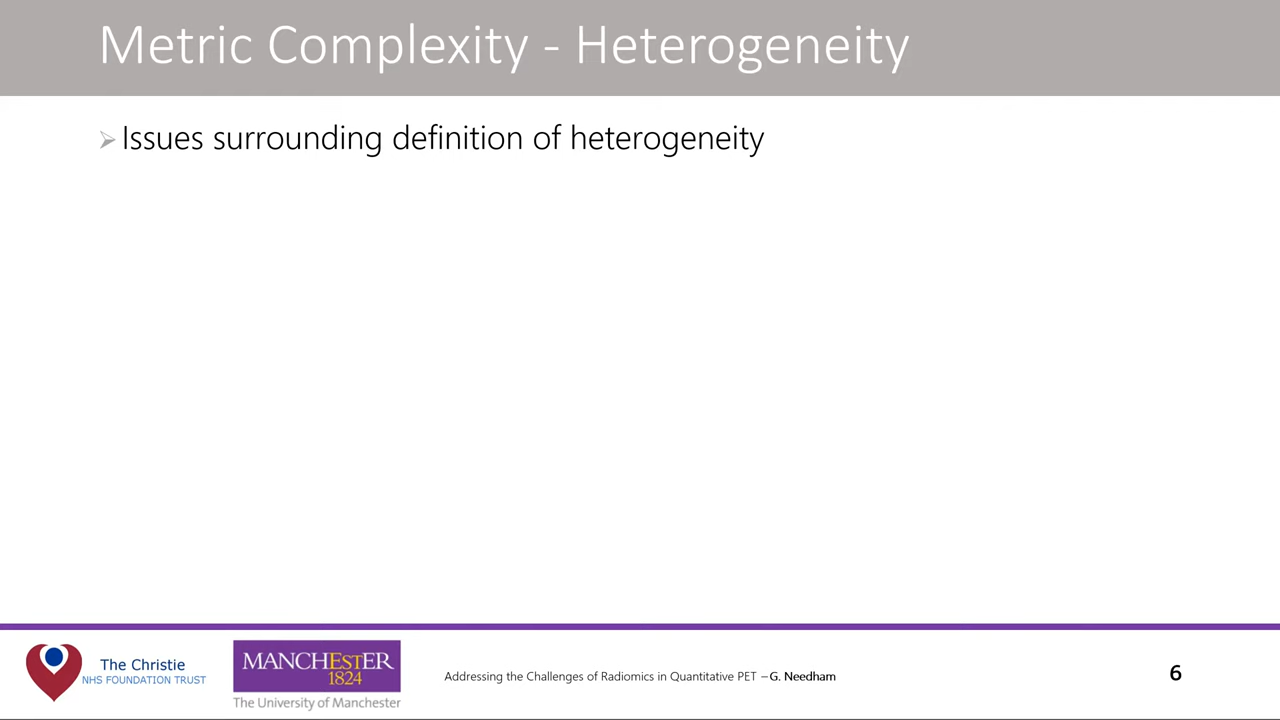 Metric Complexity - Heterogeneity
Issues surrounding definition of heterogeneity
The Christie
NHS FOUNDATION TRUST
MANCHESTER
1824
The University of Manchester
Addressing the Challenges of Radiomics in Quantitative PET – G. Needham
6